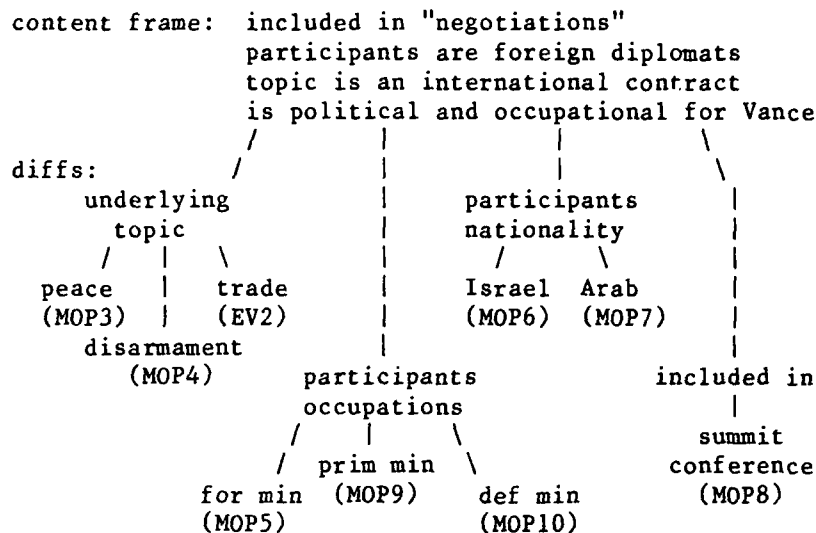 content frame: included in "negotiations"
participants are foreign diplomats
topic is an international contract
is political and occupational for Vance
diffs:
underlying participants
topic nationality
peace trade Israel Arab
(MOP3) (EV2) (MOP6) (MOP7)
disarmament
(MOP4) participants included in
occupations
summit
prim min conference
for min (MOP9) def min (MOP8)
(MOP5) (MOP10)